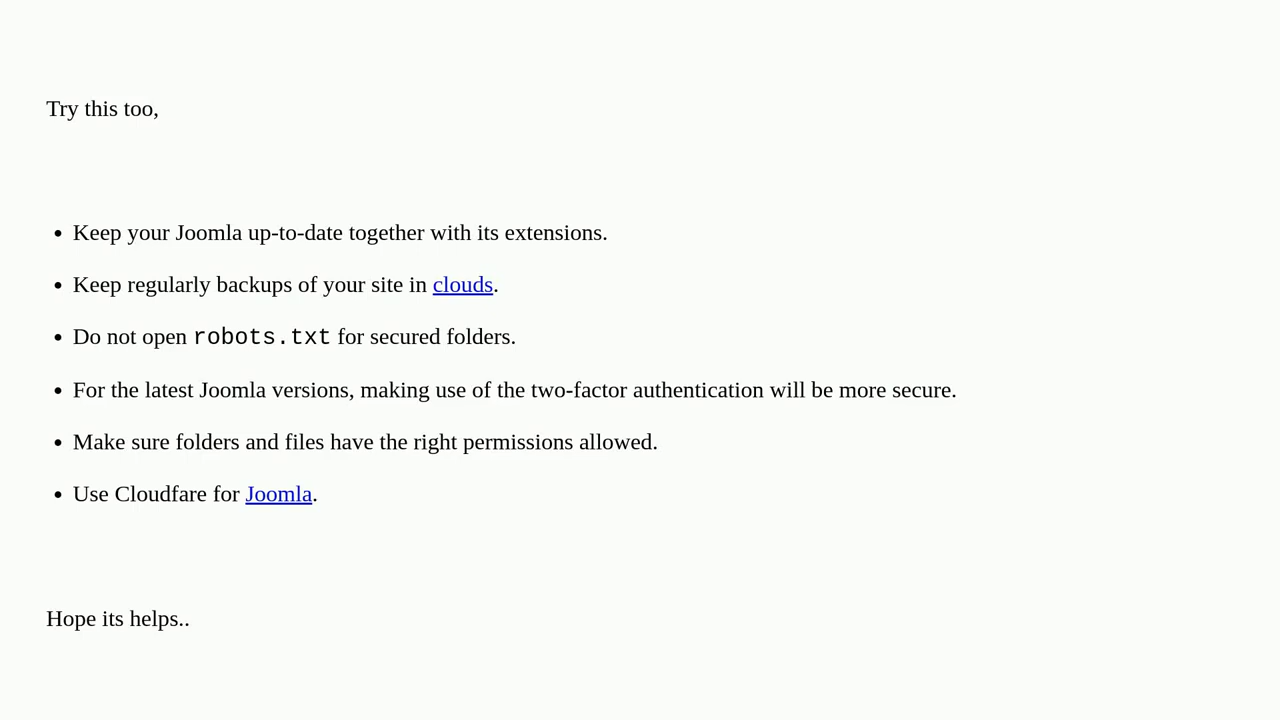 Try this too,
• Keep your Joomla up-to-date together with its extensions.
• Keep regularly backups of your site in clouds.
• Do not open robots.txt for secured folders.
• For the latest Joomla versions, making use of the two-factor authentication will be more secure.
• Make sure folders and files have the right permissions allowed.
• Use Cloudfare for Joomla.
Hope its helps..